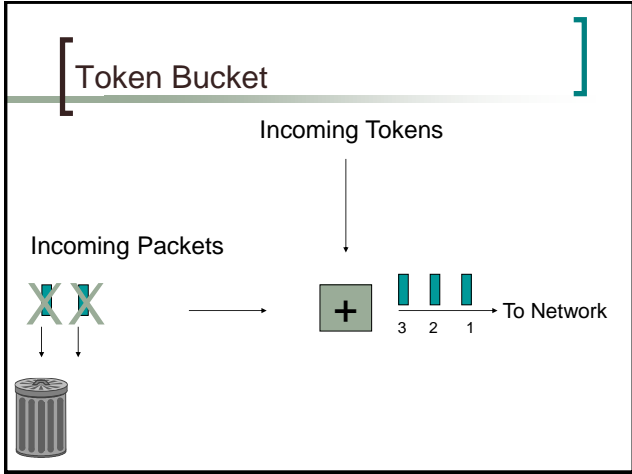 Token Bucket
Incoming Tokens
Incoming Packets
+
To Network
3 2 1